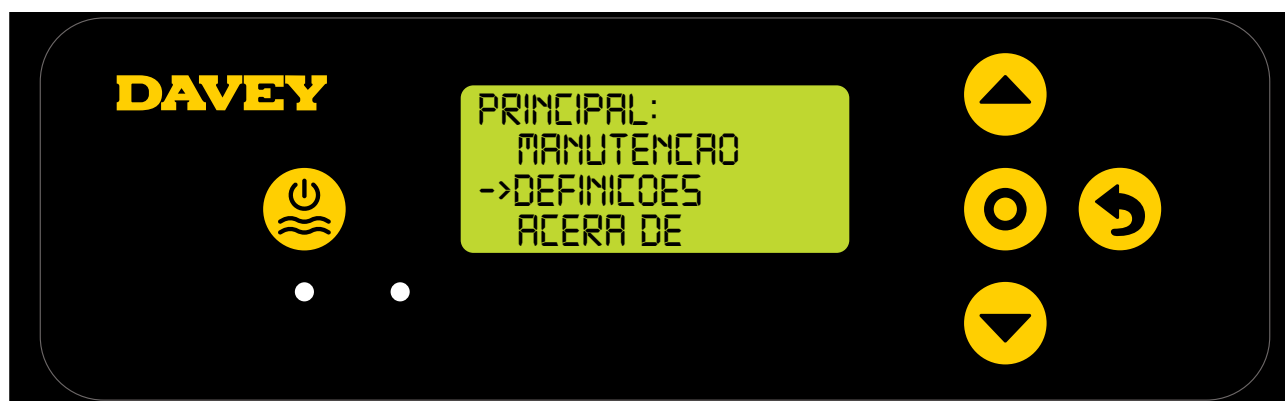 DAVEY
PRINCIPAL:
MANUTENCAO
->DEFINICOES
ACERA DE